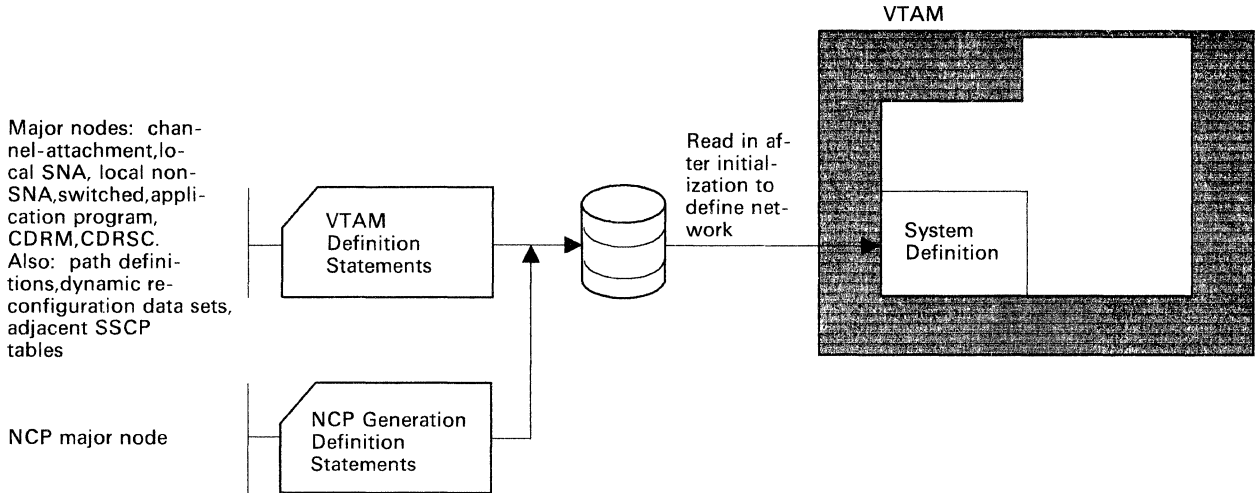 VTAM
Major nodes: chan-
nel-attachment,lo-
cal SNA, local non-
SNA,switched,appli-
cation program,
CDRM,CDRSC.
Also: path defini-
tions,dynamic re-
configuration data sets,
adjacent SSCP
tables
VTAM
Definition
Statements
Read in af-
ter initial-
ization to
define net-
work
System
Definition
NCP major node
NCP Generation
Definition
Statements